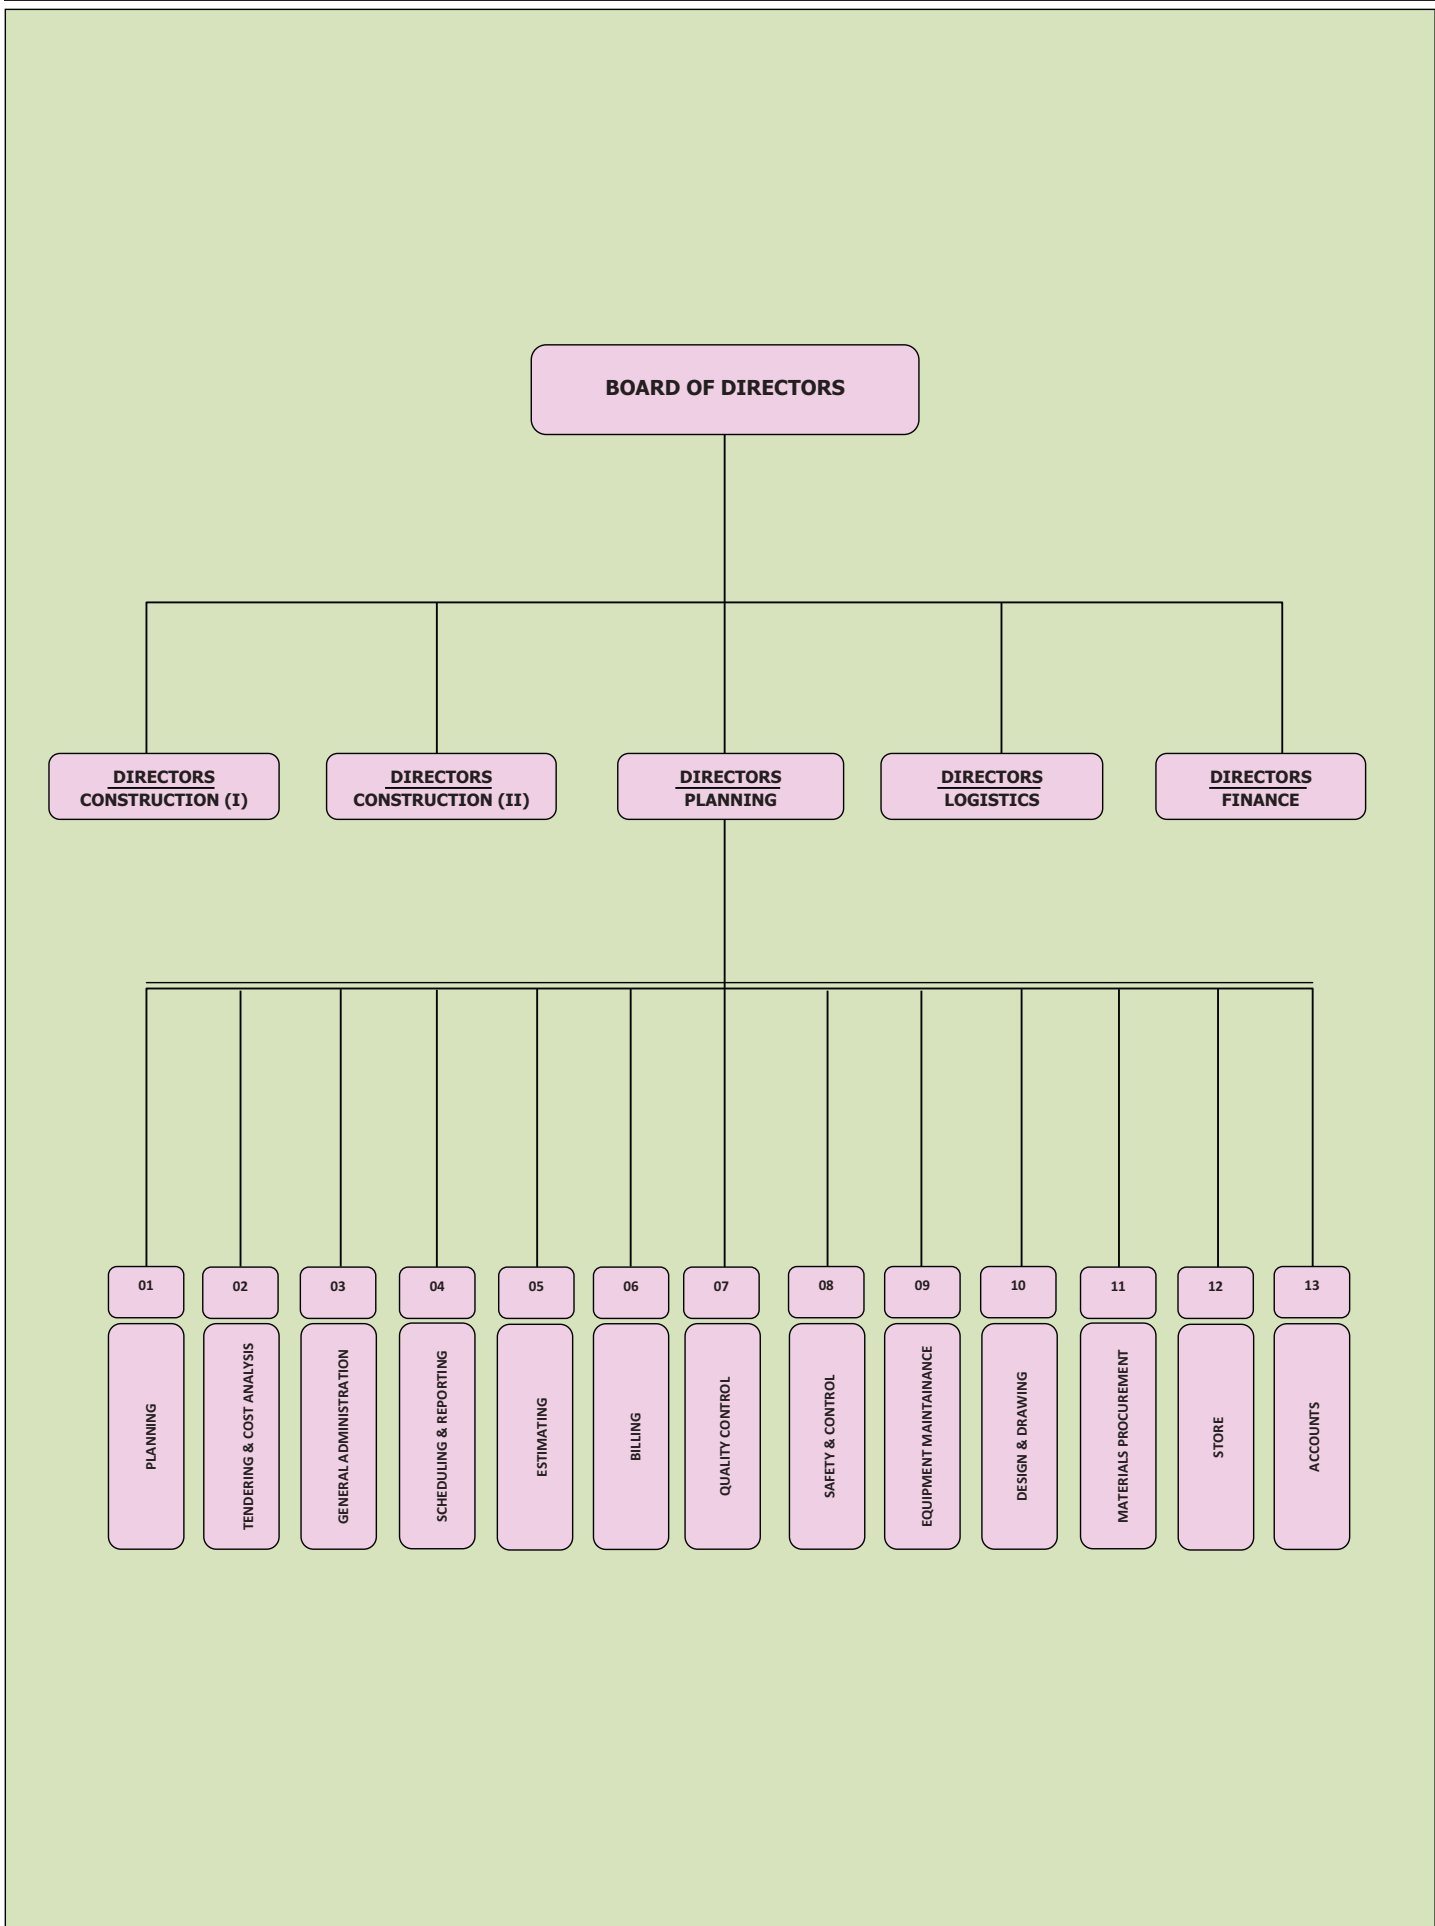 BOARD OF DIRECTORS
DIRECTORS
CONSTRUCTION (I)
DIRECTORS
CONSTRUCTION (II)
DIRECTORS
PLANNING
DIRECTORS
LOGISTICS
DIRECTORS
FINANCE
01
PLANNING
02
TENDERING & COST ANALYSIS
03
GENERAL ADMINISTRATION
04
SCHEDULING & REPORTING
05
ESTIMATING
06
BILLING
07
QUALITY CONTROL
08
SAFETY & CONTROL
09
EQUIPMENT MAINTAINANCE
10
DESIGN & DRAWING
11
MATERIALS PROCUREMENT
12
STORE
13
ACCOUNTS